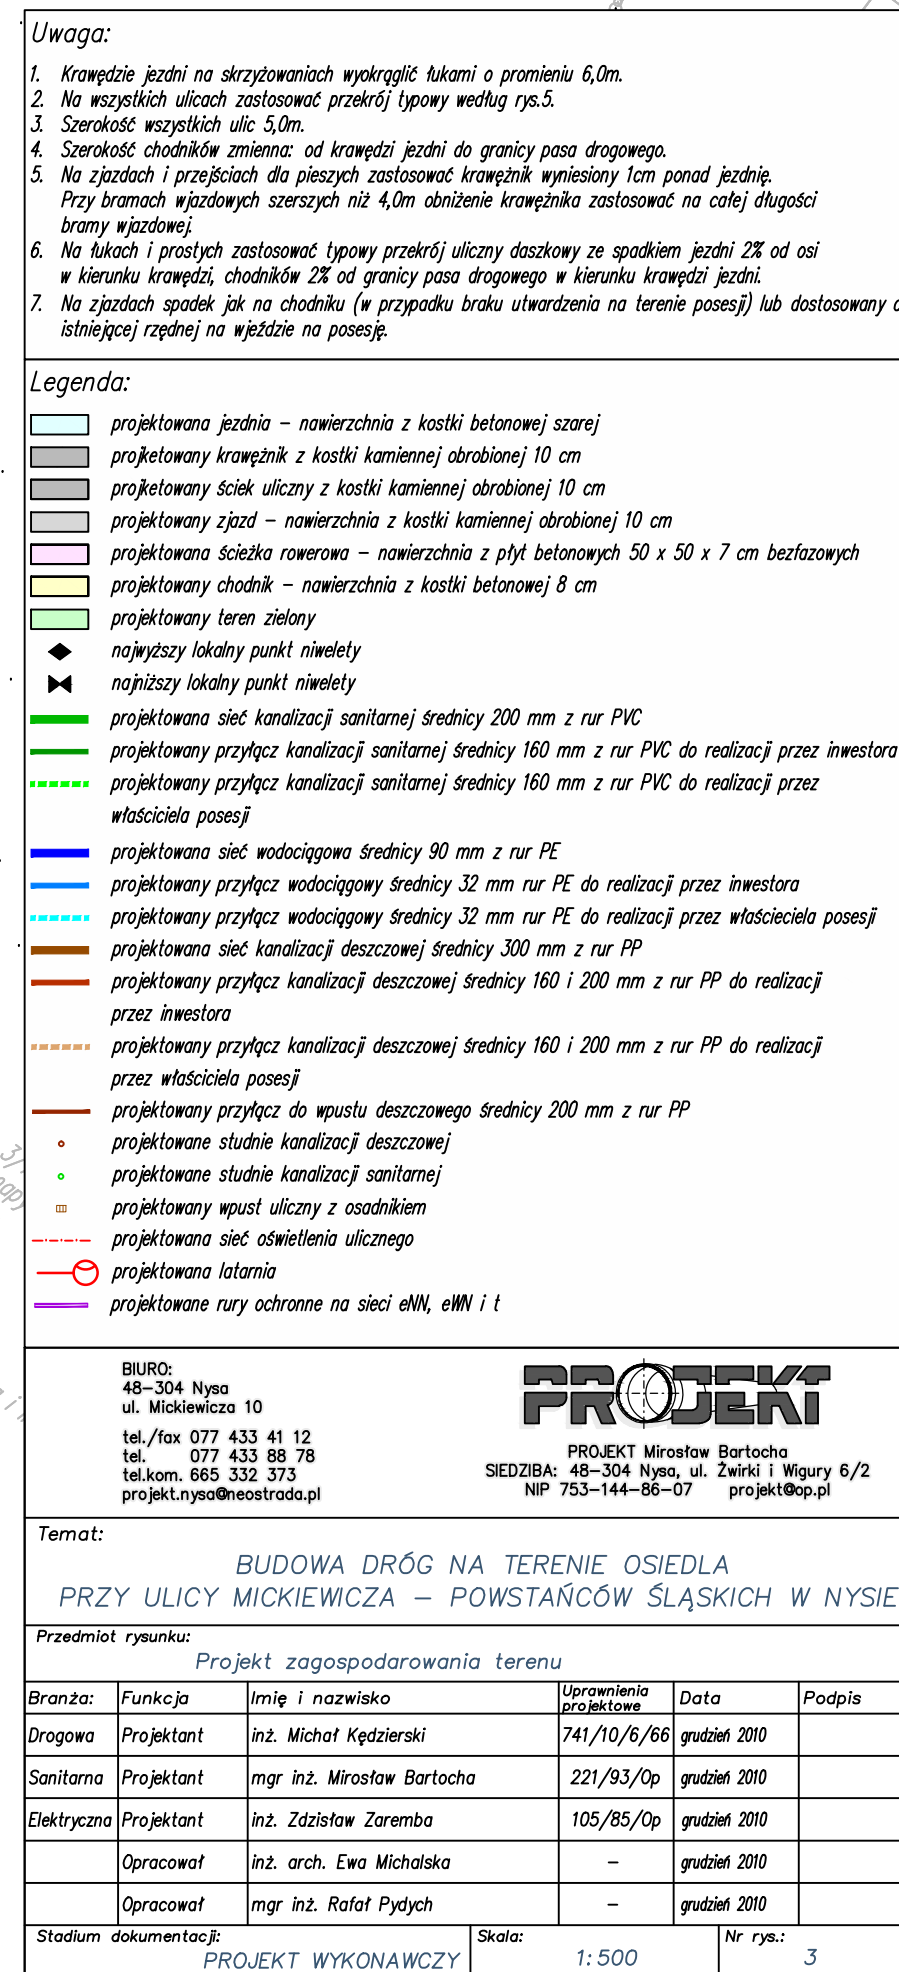 Uwaga:
1. Krawędzie jezdni na skrzyżowaniach wyokrąglić łukami o promieniu 6,0m.
2. Na wszystkich ulicach zastosować przekrój typowy według rys.5.
3. Szerokość wszystkich ulic 5,0m.
4. Szerokość chodników zmienna: od krawędzi jezdni do granicy pasa drogowego.
5. Na zjazdach i przejściach dla pieszych zastosować krawężnik wyniesiony 1cm ponad jezdnię.
Przy bramach wjazdowych szerszych niż 4,0m obniżenie krawężnika zastosować na całej długości
bramy wjazdowej.
6. Na łukach i prostych zastosować typowy przekrój uliczny daszkowy ze spadkiem jezdni 2% od osi
w kierunku krawędzi, chodników 2% od granicy pasa drogowego w kierunku krawędzi jezdni.
7. Na zjazdach spadek jak na chodniku (w przypadku braku utwardzenia na terenie posesji) lub dostosowany
istniejącej rzędnej na wjeździe na posesję.
Legenda:
projektowana jezdnia – nawierzchnia z kostki betonowej szarej
projketowany krawężnik z kostki kamiennej obrobionej 10 cm
projketowany ściek uliczny z kostki kamiennej obrobionej 10 cm
projektowany zjazd – nawierzchnia z kostki kamiennej obrobionej 10 cm
projektowana ścieżka rowerowa – nawierzchnia z płyt betonowych 50 x 50 x 7 cm bezfazowych
projektowany chodnik – nawierzchnia z kostki betonowej 8 cm
projektowany teren zielony
najwyższy lokalny punkt niwelety
najniższy lokalny punkt niwelety
projektowana sieć kanalizacji sanitarnej średnicy 200 mm z rur PVC
projektowany przyłącz kanalizacji sanitarnej średnicy 160 mm z rur PVC do realizacji przez inwestora
projektowany przyłącz kanalizacji sanitarnej średnicy 160 mm z rur PVC do realizacji przez
właściciela posesji
projektowana sieć wodociągowa średnicy 90 mm z rur PE
projektowany przyłącz wodociągowy średnicy 32 mm rur PE do realizacji przez inwestora
projektowany przyłącz wodociągowy średnicy 32 mm rur PE do realizacji przez właścieciela posesji
projektowana sieć kanalizacji deszczowej średnicy 300 mm z rur PP
projektowany przyłącz kanalizacji deszczowej średnicy 160 i 200 mm z rur PP do realizacji
przez inwestora
projektowany przyłącz kanalizacji deszczowej średnicy 160 i 200 mm z rur PP do realizacji
przez właściciela posesji
projektowany przyłącz do wpustu deszczowego średnicy 200 mm z rur PP
projektowane studnie kanalizacji deszczowej
projektowane studnie kanalizacji sanitarnej
projektowany wpust uliczny z osadnikiem
projektowana sieć oświetlenia ulicznego
projektowana latarnia
projektowane rury ochronne na sieci eNN, eWN i t
BIURO:
48–304 Nysa
ul. Mickiewicza 10
tel./fax 077 433 41 12
tel. 077 433 88 78
tel.kom. 665 332 373
projekt.nysa@neostrada.pl
PROJEKT
PROJEKT Mirosław Bartocha
SIEDZIBA: 48–304 Nysa, ul. Żwirki i Wigury 6/2
NIP 753–144–86–07 projekt@op.pl
Temat:
BUDOWA DRÓG NA TERENIE OSIEDLA
PRZY ULICY MICKIEWICZA – POWSTAŃCÓW ŚLĄSKICH W NYSIE
Przedmiot rysunku:
Projekt zagospodarowania terenu
Branża: Funkcja Imię i nazwisko Uprawnienia projektowe Data Podpis
Drogowa Projektant inż. Michał Kędzierski 741/10/6/66 grudzień 2010
Sanitarna Projektant mgr inż. Mirosław Bartocha 221/93/Op grudzień 2010
Elektryczna Projektant inż. Zdzisław Zaremba 105/85/Op grudzień 2010
Opracował inż. arch. Ewa Michalska – grudzień 2010
Opracował mgr inż. Rafał Pydych – grudzień 2010
Stadium dokumentacji: Skala: Nr rys.:
PROJEKT WYKONAWCZY 1:500 3